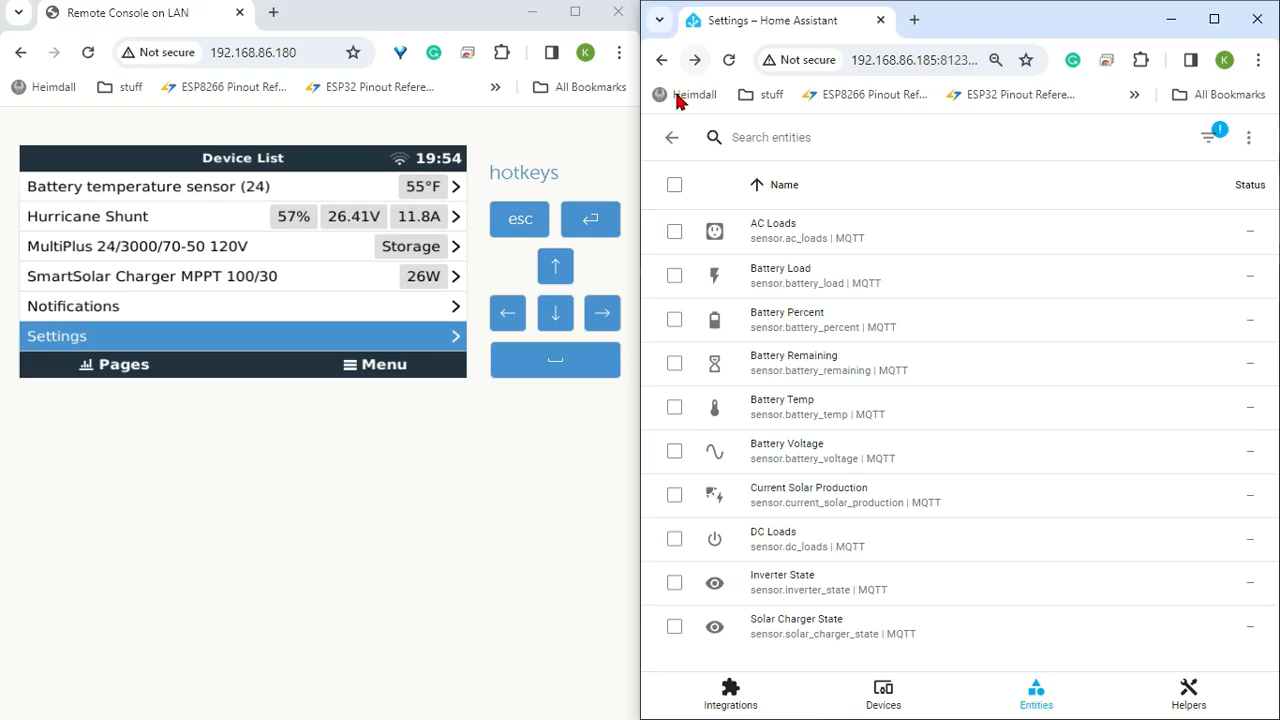 Remote Console on LAN
Not secure
192.168.86.180
K
Heimdall
stuff
ESP8266 Pinout Ref...
ESP32 Pinout Refere...
All Bookmarks
Device List
19:54
Battery temperature sensor (24)
55°F
Hurricane Shunt
57%
26.41V
11.8A
MultiPlus 24/3000/70-50 120V
Storage
SmartSolar Charger MPPT 100/30
26W
Notifications
Settings
Pages
Menu
hotkeys
esc
Settings – Home Assistant
Not secure
192.168.86.185:8123...
K
Heimdall
stuff
ESP8266 Pinout Ref...
ESP32 Pinout Refere...
All Bookmarks
Search entities
Name
Status
AC Loads
sensor.ac_loads | MQTT
–
Battery Load
sensor.battery_load | MQTT
–
Battery Percent
sensor.battery_percent | MQTT
–
Battery Remaining
sensor.battery_remaining | MQTT
–
Battery Temp
sensor.battery_temp | MQTT
–
Battery Voltage
sensor.battery_voltage | MQTT
–
Current Solar Production
sensor.current_solar_production | MQTT
–
DC Loads
sensor.dc_loads | MQTT
–
Inverter State
sensor.inverter_state | MQTT
–
Solar Charger State
sensor.solar_charger_state | MQTT
–
Integrations
Devices
Entities
Helpers